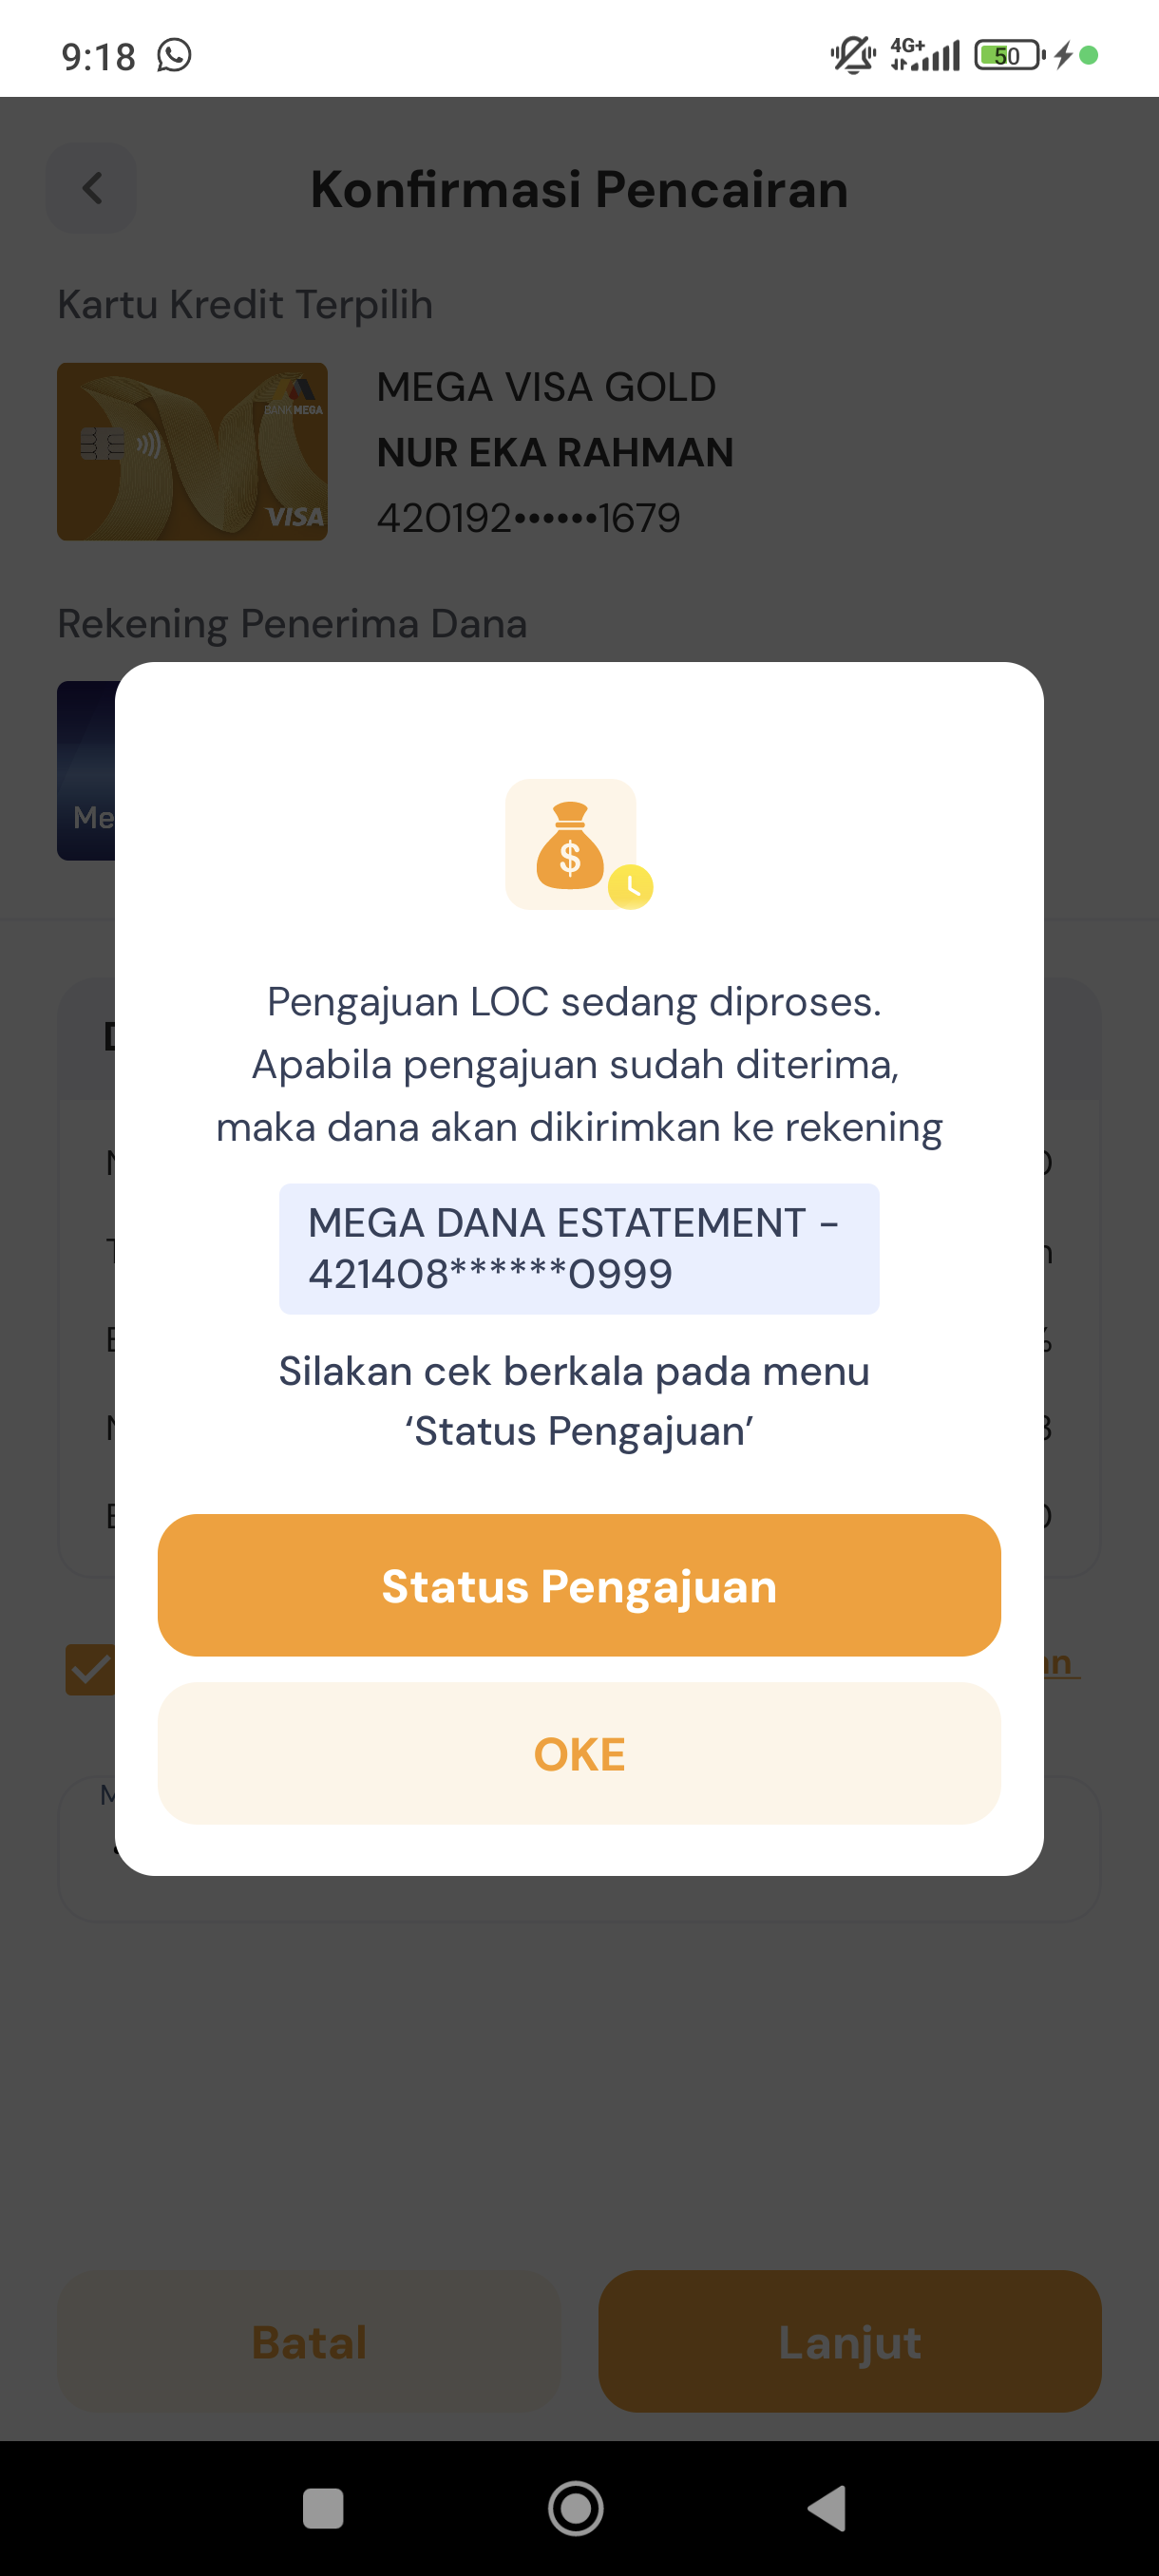 9:18
4G+
50
Konfirmasi Pencairan
Kartu Kredit Terpilih
BANK MEGA
VISA
MEGA VISA GOLD
NUR EKA RAHMAN
420192••••••1679
Rekening Penerima Dana
Me
$
Pengajuan LOC sedang diproses.
Apabila pengajuan sudah diterima,
maka dana akan dikirimkan ke rekening
MEGA DANA ESTATEMENT -
421408******0999
Silakan cek berkala pada menu
‘Status Pengajuan’
Status Pengajuan
OKE
Batal
Lanjut